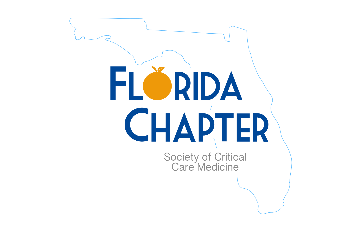 FLORIDA
CHAPTER
Society of Critical
Care Medicine